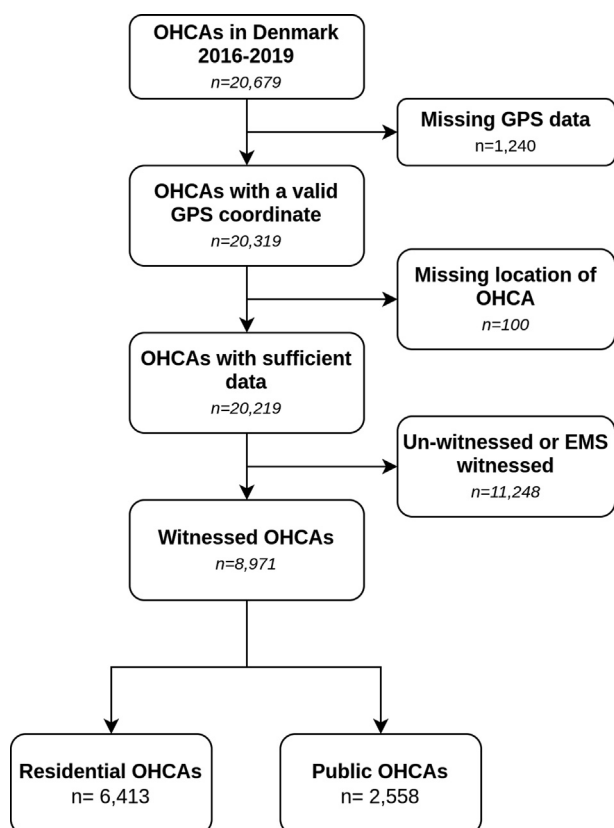 OHCAs in Denmark
2016-2019
n=20,679
Missing GPS data
n=1,240
OHCAs with a valid
GPS coordinate
n=20,319
Missing location of
OHCA
n=100
OHCAs with sufficient
data
n=20,219
Un-witnessed or EMS
witnessed
n=11,248
Witnessed OHCAs
n=8,971
Residential OHCAs
n= 6,413
Public OHCAs
n= 2,558